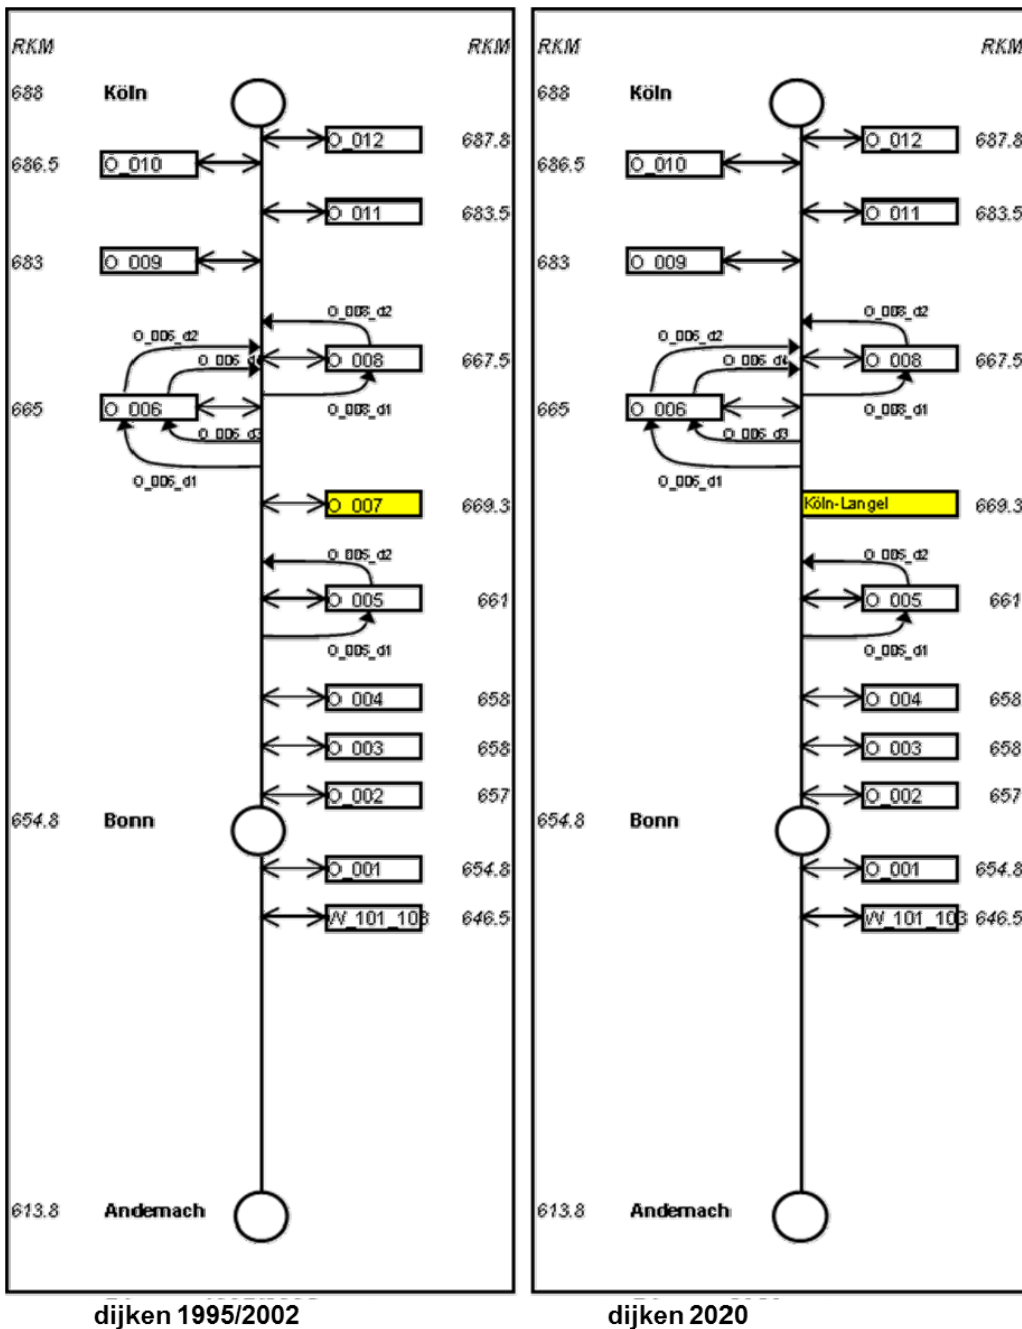 RKM RKM
688 Köln
O_012 687.8
686.5 O_010
O_011 683.5
683 O_009
O_008_d2
O_006_d2
O_008 667.5
665 O_006
O_008_d1
O_006_d3
O_006_d1
O_007 669.3
O_005_d2
O_005 661
O_005_d1
O_004 658
O_003 658
O_002 657
654.8 Bonn
O_001 654.8
W_101_103 646.5
613.8 Andernach
dijken 1995/2002
RKM RKM
688 Köln
O_012 687.8
686.5 O_010
O_011 683.5
683 O_009
O_008_d2
O_006_d2
O_006_d4
O_008 667.5
665 O_006
O_008_d1
O_006_d3
O_006_d1
Köln-Langel 669.3
O_005_d2
O_005 661
O_005_d1
O_004 658
O_003 658
O_002 657
654.8 Bonn
O_001 654.8
W_101_103 646.5
613.8 Andernach
dijken 2020